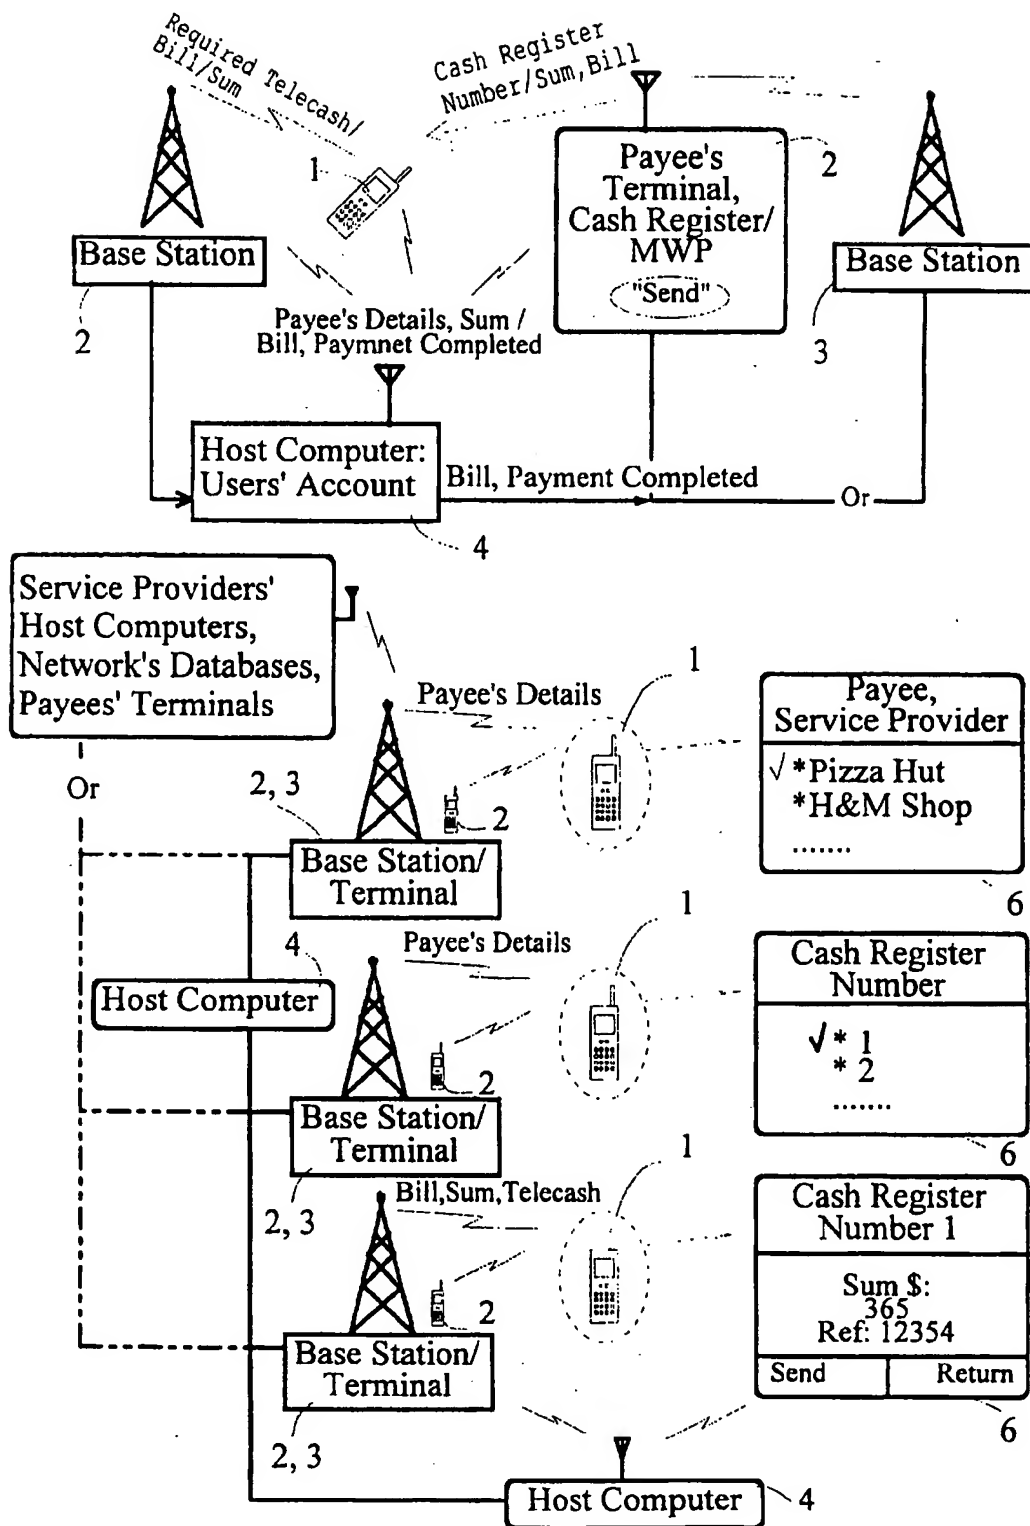 Required Telecash/
Bill/Sum
Cash Register
Number/Sum,Bill
1
Payee's
Terminal,
Cash Register/
MWP
"Send"
2
Base Station
2
Base Station
3
Payee's Details, Sum /
Bill, Paymnet Completed
Host Computer:
Users' Account
Bill, Payment Completed
Or
4
Service Providers'
Host Computers,
Network's Databases,
Payees' Terminals
Or
Payee's Details
1
Payee,
Service Provider
√ *Pizza Hut
*H&M Shop
.......
6
2, 3
2
Base Station/
Terminal
4
Host Computer
Payee's Details
1
Cash Register
Number
√ * 1
* 2
.......
6
2
Base Station/
Terminal
2, 3
Bill,Sum,Telecash
1
Cash Register
Number 1
Sum $:
365
Ref: 12354
Send Return
6
2
Base Station/
Terminal
2, 3
Host Computer
4